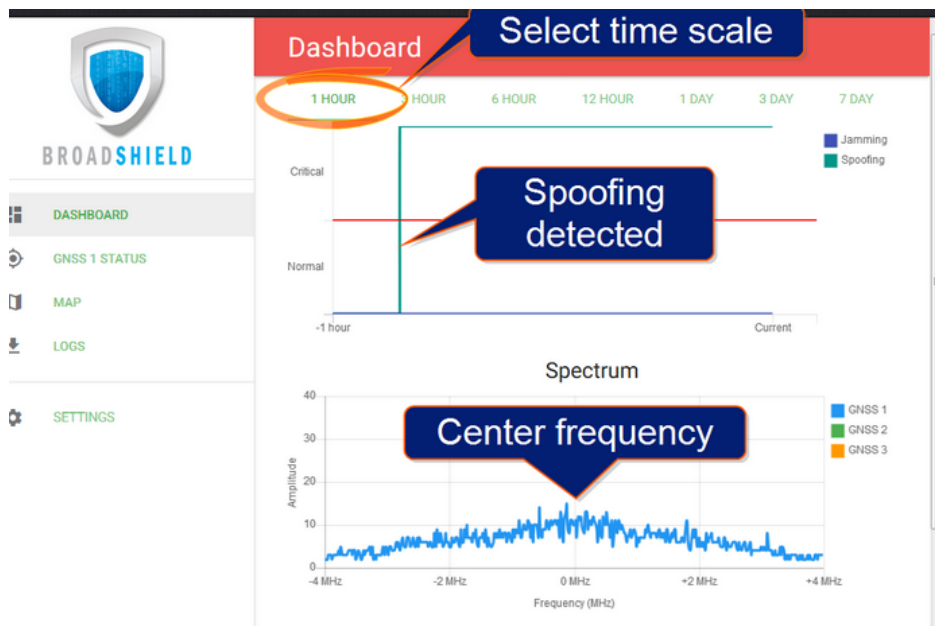 BROADSHIELD
DASHBOARD
GNSS 1 STATUS
MAP
LOGS
SETTINGS
Dashboard
Select time scale
1 HOUR
HOUR
6 HOUR
12 HOUR
1 DAY
3 DAY
7 DAY
Jamming
Spoofing
Critical
Spoofing
detected
Normal
-1 hour
Current
Spectrum
40
GNSS 1
GNSS 2
GNSS 3
Center frequency
30
Amplitude
20
10
0
-4 MHz
-2 MHz
0 MHz
+2 MHz
+4 MHz
Frequency (MHz)